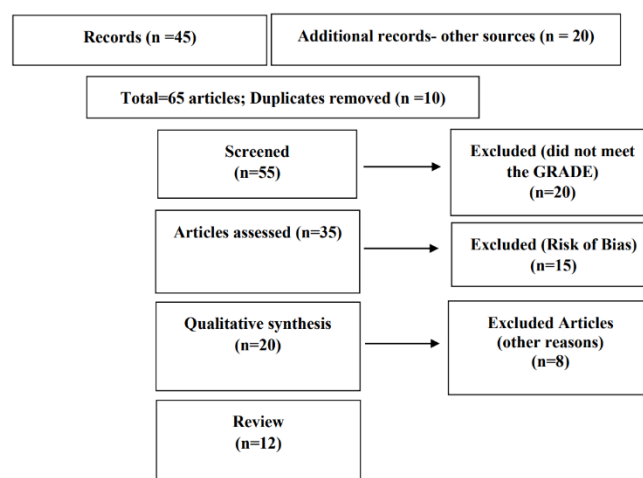 Records (n =45)
Additional records- other sources (n = 20)
Total=65 articles; Duplicates removed (n =10)
Screened
(n=55)
Excluded (did not meet
the GRADE)
(n=20)
Articles assessed (n=35)
Excluded (Risk of Bias)
(n=15)
Qualitative synthesis
(n=20)
Excluded Articles
(other reasons)
(n=8)
Review
(n=12)